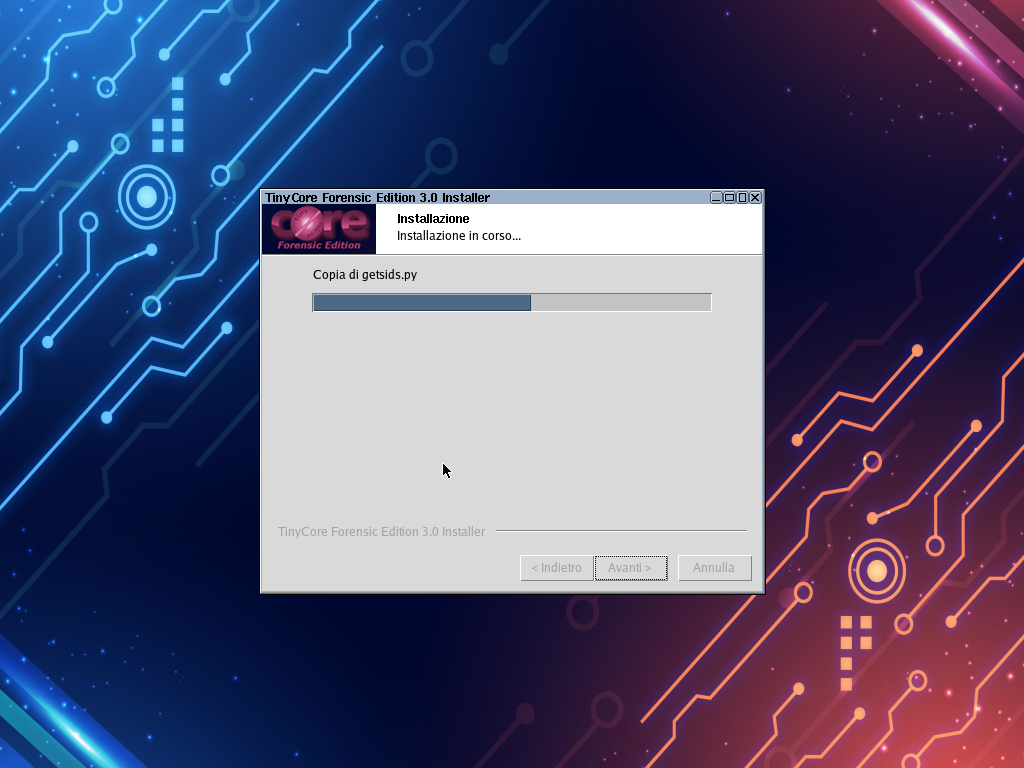 TinyCore Forensic Edition 3.0 Installer
core
Forensic Edition
Installazione
Installazione in corso...
Copia di getsids.py
TinyCore Forensic Edition 3.0 Installer
< Indietro
Avanti >
Annulla